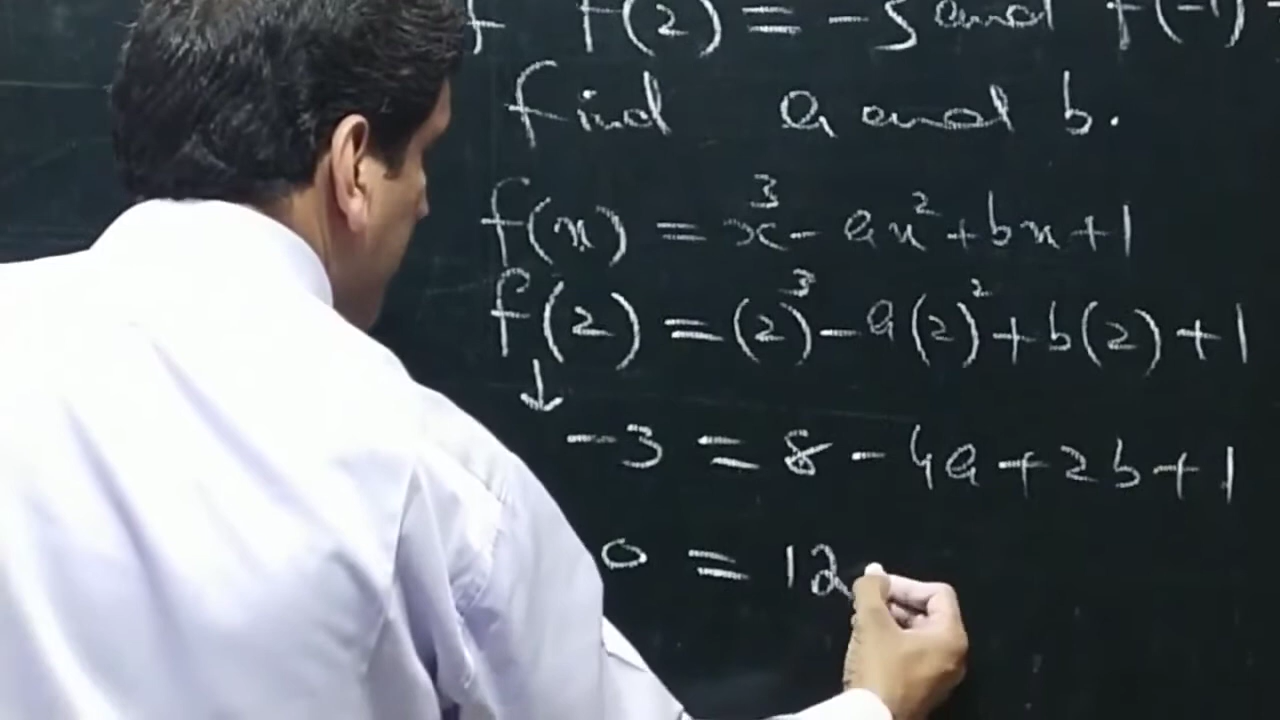 f f(2) = -5 and f(-1)
find a and b.
f(x) = x³- ax²+bx+1
f(2) = (2)³-a(2)²+b(2)+1
↓
-3 = 8-4a+2b+1
0 = 12